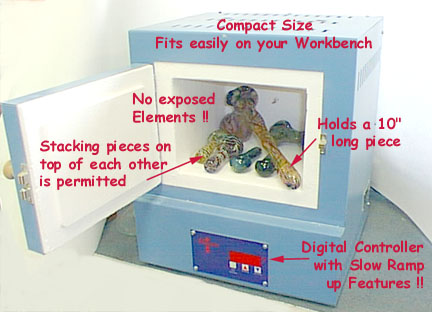 Compact Size
Fits easily on your Workbench
No exposed
Elements !!
Holds a 10"
long piece
Stacking pieces on
top of each other
is permitted
Digital Controller
with Slow Ramp
up Features !!